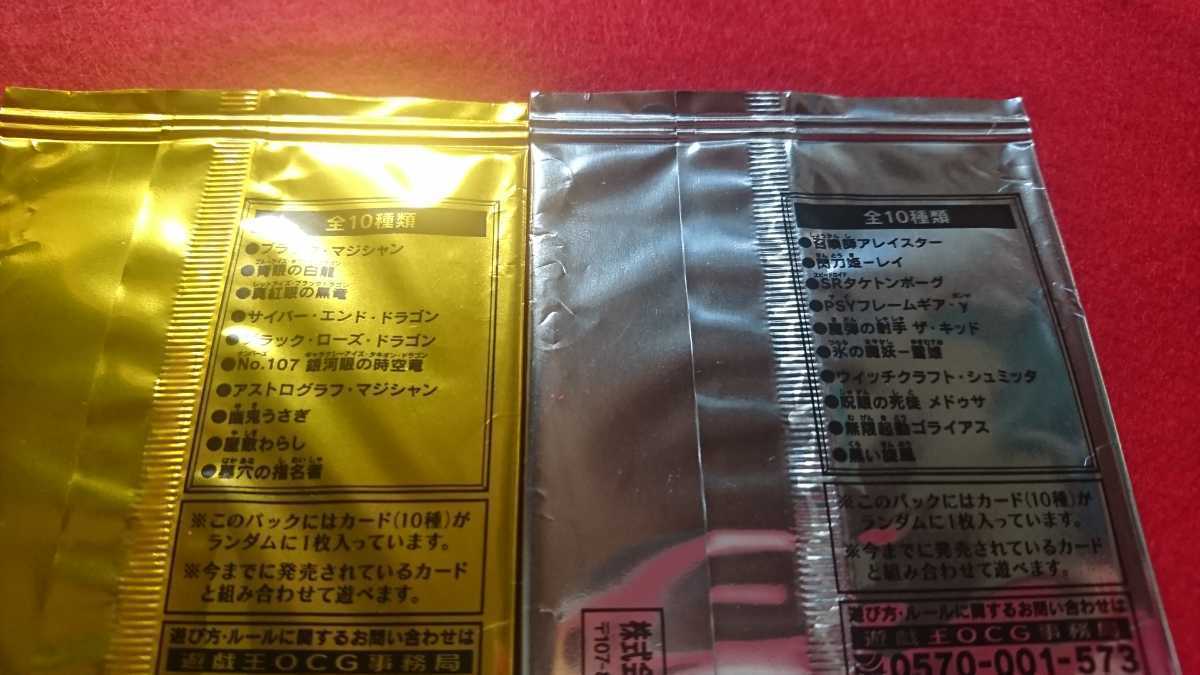 全10種類
●ブラック・マジシャン
●青眼の白龍
●真紅眼の黒竜
●サイバー・エンド・ドラゴン
●ブラック・ローズ・ドラゴン
●No.107 銀河眼の時空竜
●アストログラフ・マジシャン
●幽鬼うさぎ
●屋敷わらし
●墓穴の指名者
※このパックにはカード(10種)が
ランダムに1枚入っています。
※今までに発売されているカード
と組み合わせて遊べます。
遊び方・ルールに関するお問い合わせは
遊戯王OCG事務局
全10種類
●召喚師アレイスター
●閃刀姫－レイ
●SRタケトンボーグ
●PSYフレームギア・γ
●魔弾の射手 ザ・キッド
●氷の魔妖－雪娘
●ウィッチクラフト・シュミッタ
●呪眼の死徒 メドゥサ
●無限起動ゴライアス
●黒い旋風
※このパックにはカード(10種)が
ランダムに1枚入っています。
※今までに発売されているカード
と組み合わせて遊べます。
遊び方・ルールに関するお問い合わせは
遊戯王OCG事務局
0570-001-573
株式会
〒107-